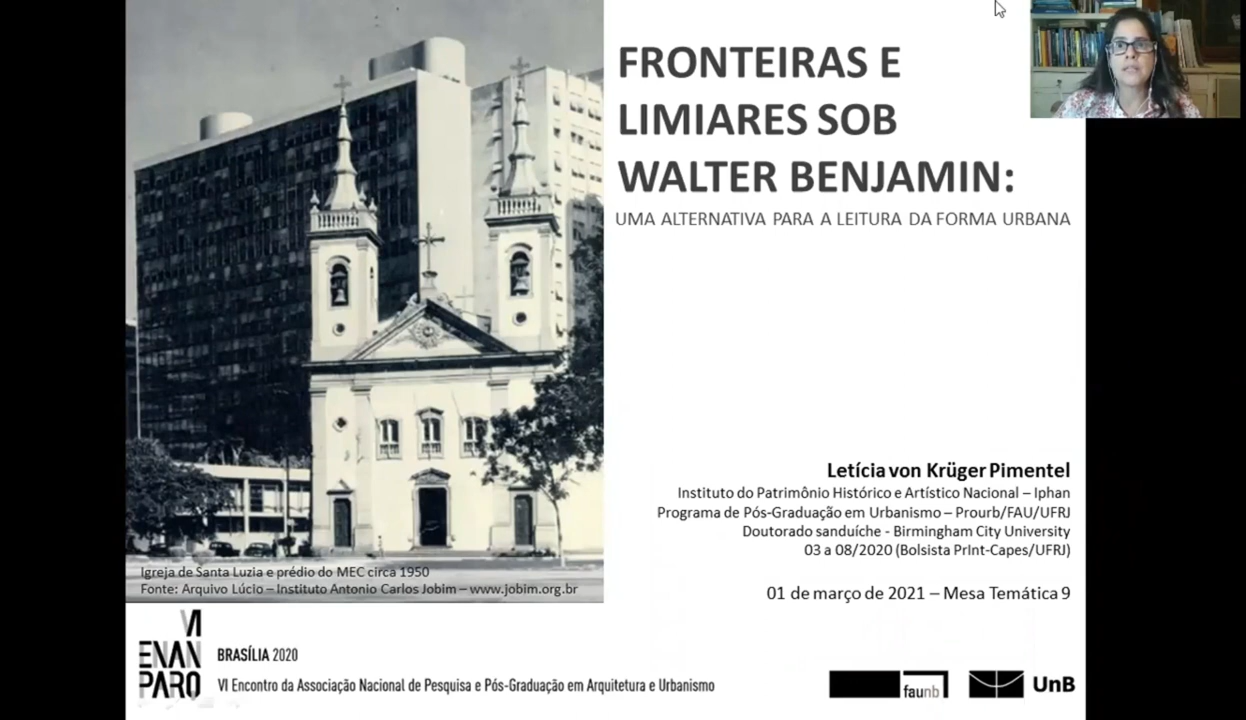 FRONTEIRAS E
LIMIARES SOB
WALTER BENJAMIN:
UMA ALTERNATIVA PARA A LEITURA DA FORMA URBANA
Letícia von Krüger Pimentel
Instituto do Patrimônio Histórico e Artístico Nacional – Iphan
Programa de Pós-Graduação em Urbanismo – Prourb/FAU/UFRJ
Doutorado sanduíche - Birmingham City University
03 a 08/2020 (Bolsista PrInt-Capes/UFRJ)
01 de março de 2021 – Mesa Temática 9
Igreja de Santa Luzia e prédio do MEC circa 1950
Fonte: Arquivo Lúcio – Instituto Antonio Carlos Jobim – www.jobim.org.br
VI
ENAN
PARQ
BRASÍLIA 2020
VI Encontro da Associação Nacional de Pesquisa e Pós-Graduação em Arquitetura e Urbanismo
faunb
UnB